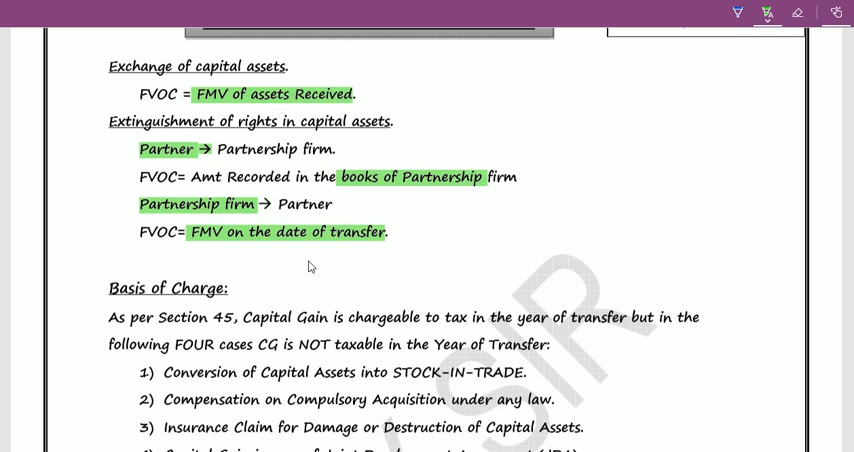 Exchange of capital assets.
FVOC = FMV of assets Received.
Extinguishment of rights in capital assets.
Partner → Partnership firm.
FVOC= Amt Recorded in the books of Partnership firm
Partnership firm → Partner
FVOC= FMV on the date of transfer.
Basis of Charge:
As per Section 45, Capital Gain is chargeable to tax in the year of transfer but in the
following FOUR cases CG is NOT taxable in the Year of Transfer:
1) Conversion of Capital Assets into STOCK-IN-TRADE.
2) Compensation on Compulsory Acquisition under any law.
3) Insurance Claim for Damage or Destruction of Capital Assets.
SIR